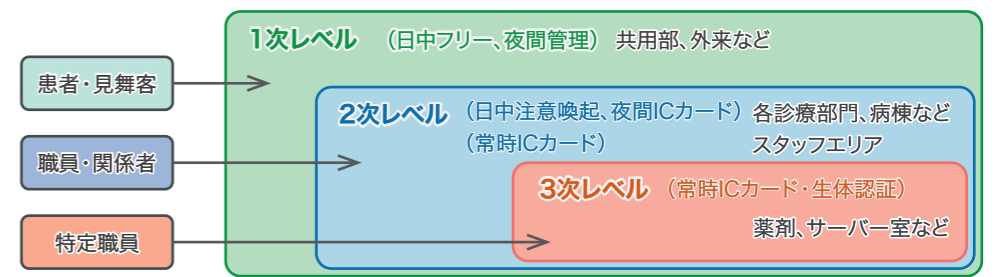 1次レベル （日中フリー、夜間管理） 共用部、外来など
患者・見舞客
2次レベル （日中注意喚起、夜間ICカード） 各診療部門、病棟など
（常時ICカード） スタッフエリア
職員・関係者
3次レベル （常時ICカード・生体認証）
薬剤、サーバー室など
特定職員